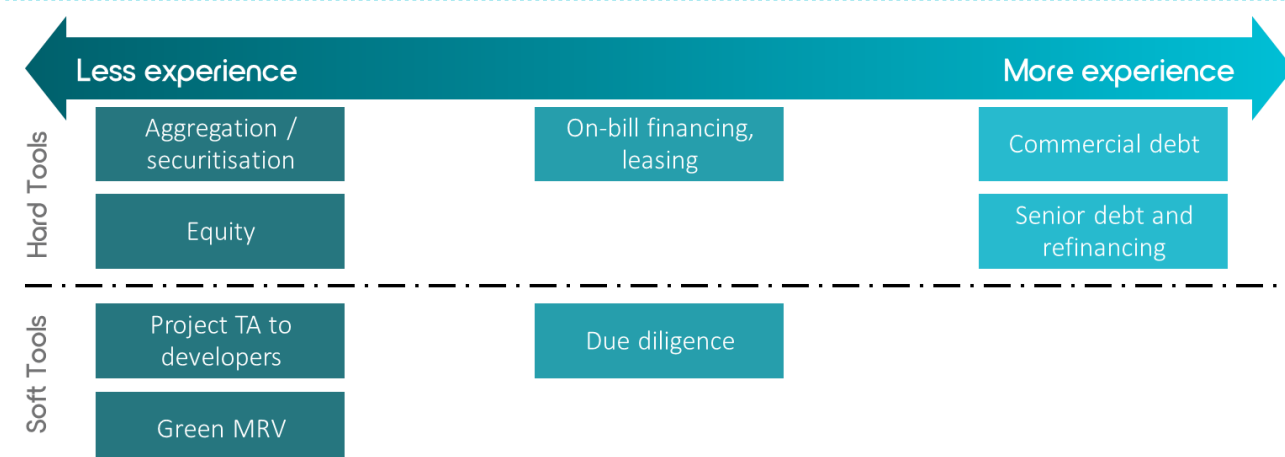 Less experience
More experience
Hard Tools
Aggregation /
securitisation
On-bill financing,
leasing
Commercial debt
Equity
Senior debt and
refinancing
Soft Tools
Project TA to
developers
Due diligence
Green MRV